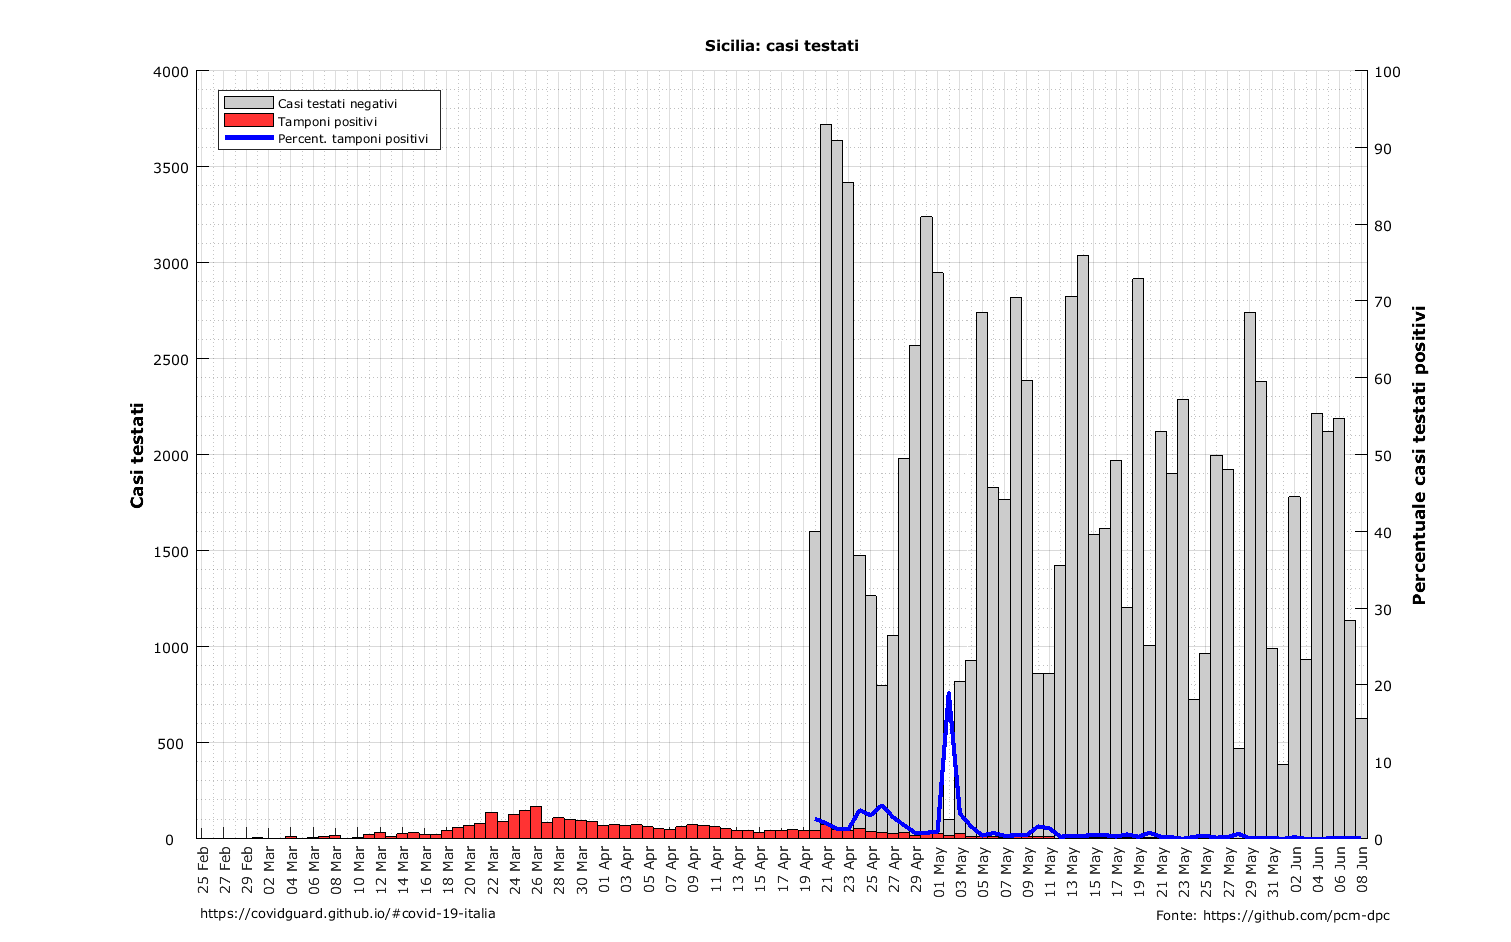 Sicilia: casi testati
Casi testati negativi
Tamponi positivi
Percent. tamponi positivi
Casi testati
4000
3500
3000
2500
2000
1500
1000
500
0
Percentuale casi testati positivi
100
90
80
70
60
50
40
30
20
10
0
25 Feb
27 Feb
29 Feb
02 Mar
04 Mar
06 Mar
08 Mar
10 Mar
12 Mar
14 Mar
16 Mar
18 Mar
20 Mar
22 Mar
24 Mar
26 Mar
28 Mar
30 Mar
01 Apr
03 Apr
05 Apr
07 Apr
09 Apr
11 Apr
13 Apr
15 Apr
17 Apr
19 Apr
21 Apr
23 Apr
25 Apr
27 Apr
29 Apr
01 May
03 May
05 May
07 May
09 May
11 May
13 May
15 May
17 May
19 May
21 May
23 May
25 May
27 May
29 May
31 May
02 Jun
04 Jun
06 Jun
08 Jun
https://covidguard.github.io/#covid-19-italia
Fonte: https://github.com/pcm-dpc